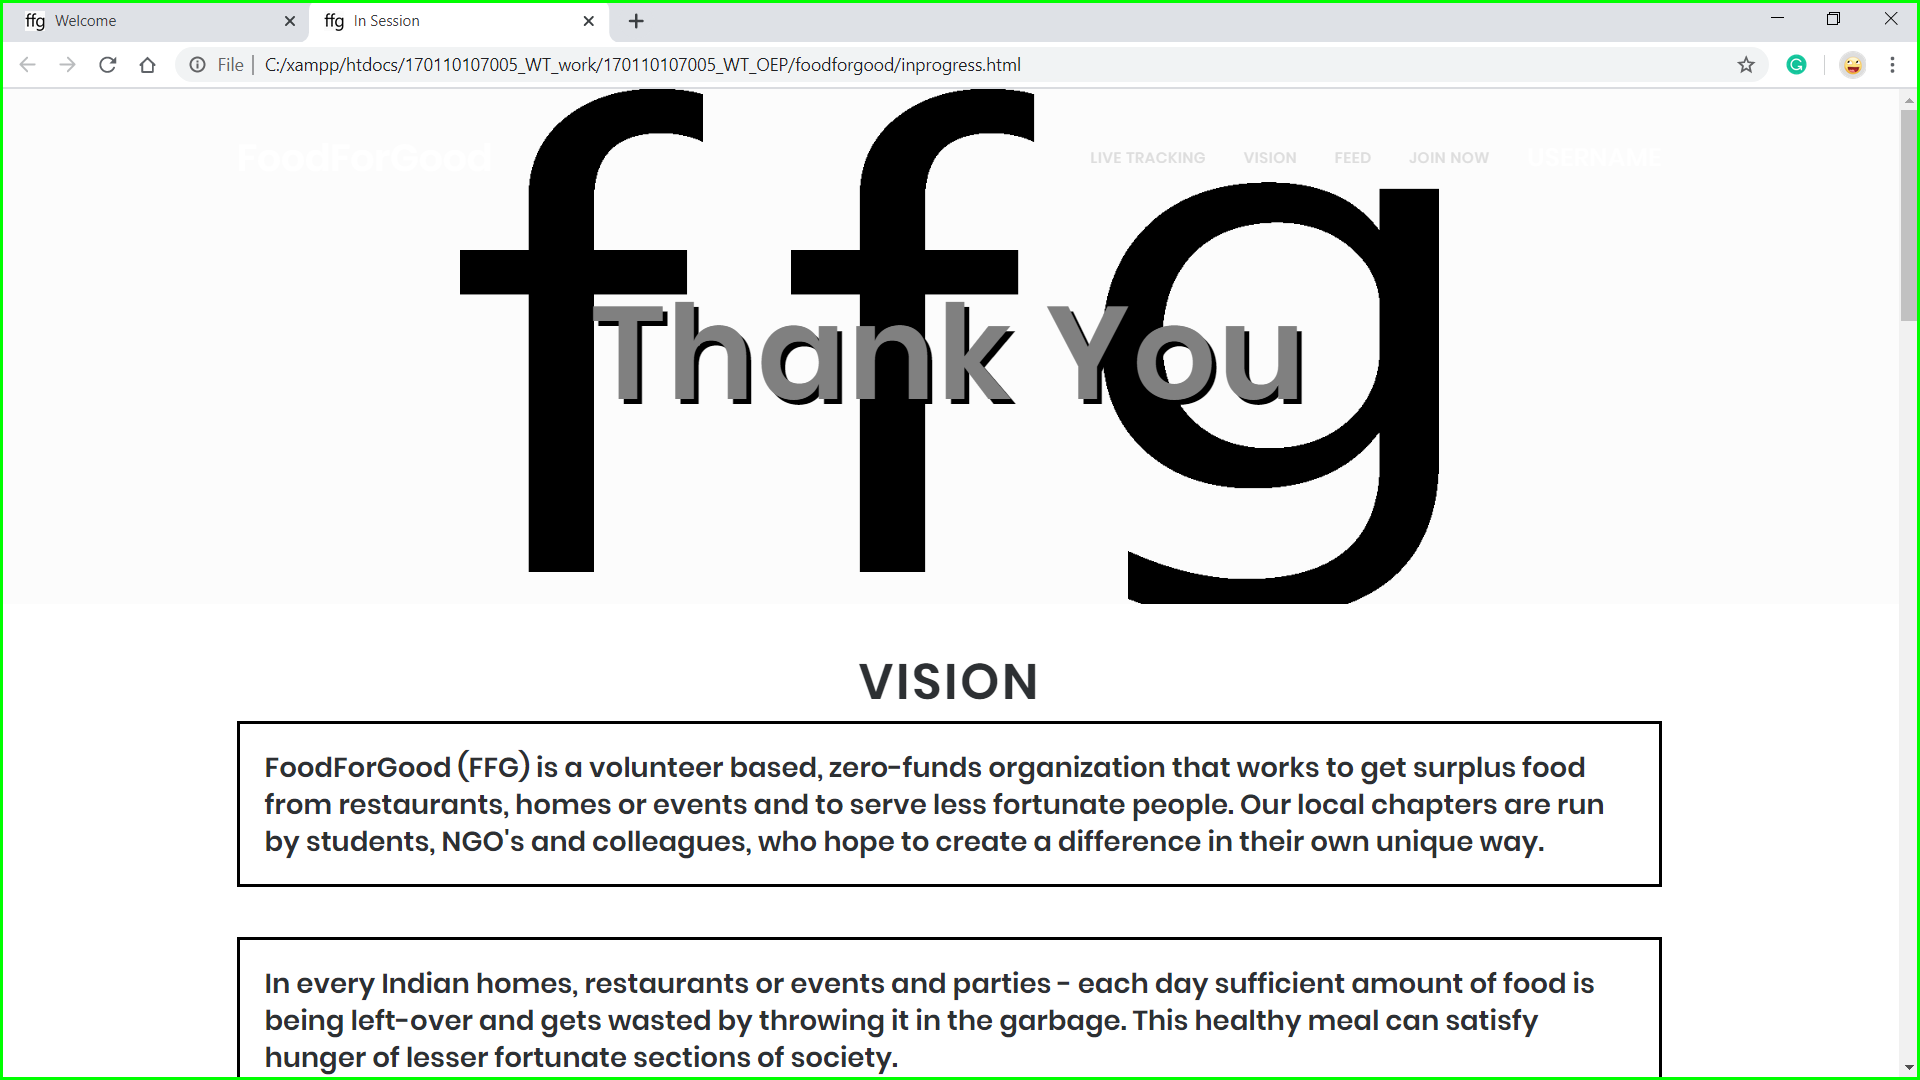 ffg Welcome
ffg In Session
File | C:/xampp/htdocs/170110107005_WT_work/170110107005_WT_OEP/foodforgood/inprogress.html
ffg
FoodForGood
LIVE TRACKING VISION FEED JOIN NOW USERNAME
Thank You
VISION
FoodForGood (FFG) is a volunteer based, zero-funds organization that works to get surplus food
from restaurants, homes or events and to serve less fortunate people. Our local chapters are run
by students, NGO's and colleagues, who hope to create a difference in their own unique way.
In every Indian homes, restaurants or events and parties - each day sufficient amount of food is
being left-over and gets wasted by throwing it in the garbage. This healthy meal can satisfy
hunger of lesser fortunate sections of society.